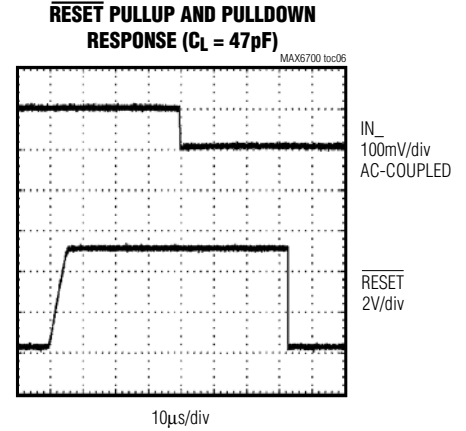 RESET PULLUP AND PULLDOWN
RESPONSE (CL = 47pF)
MAX6700 toc06
IN_
100mV/div
AC-COUPLED
RESET
2V/div
10μs/div